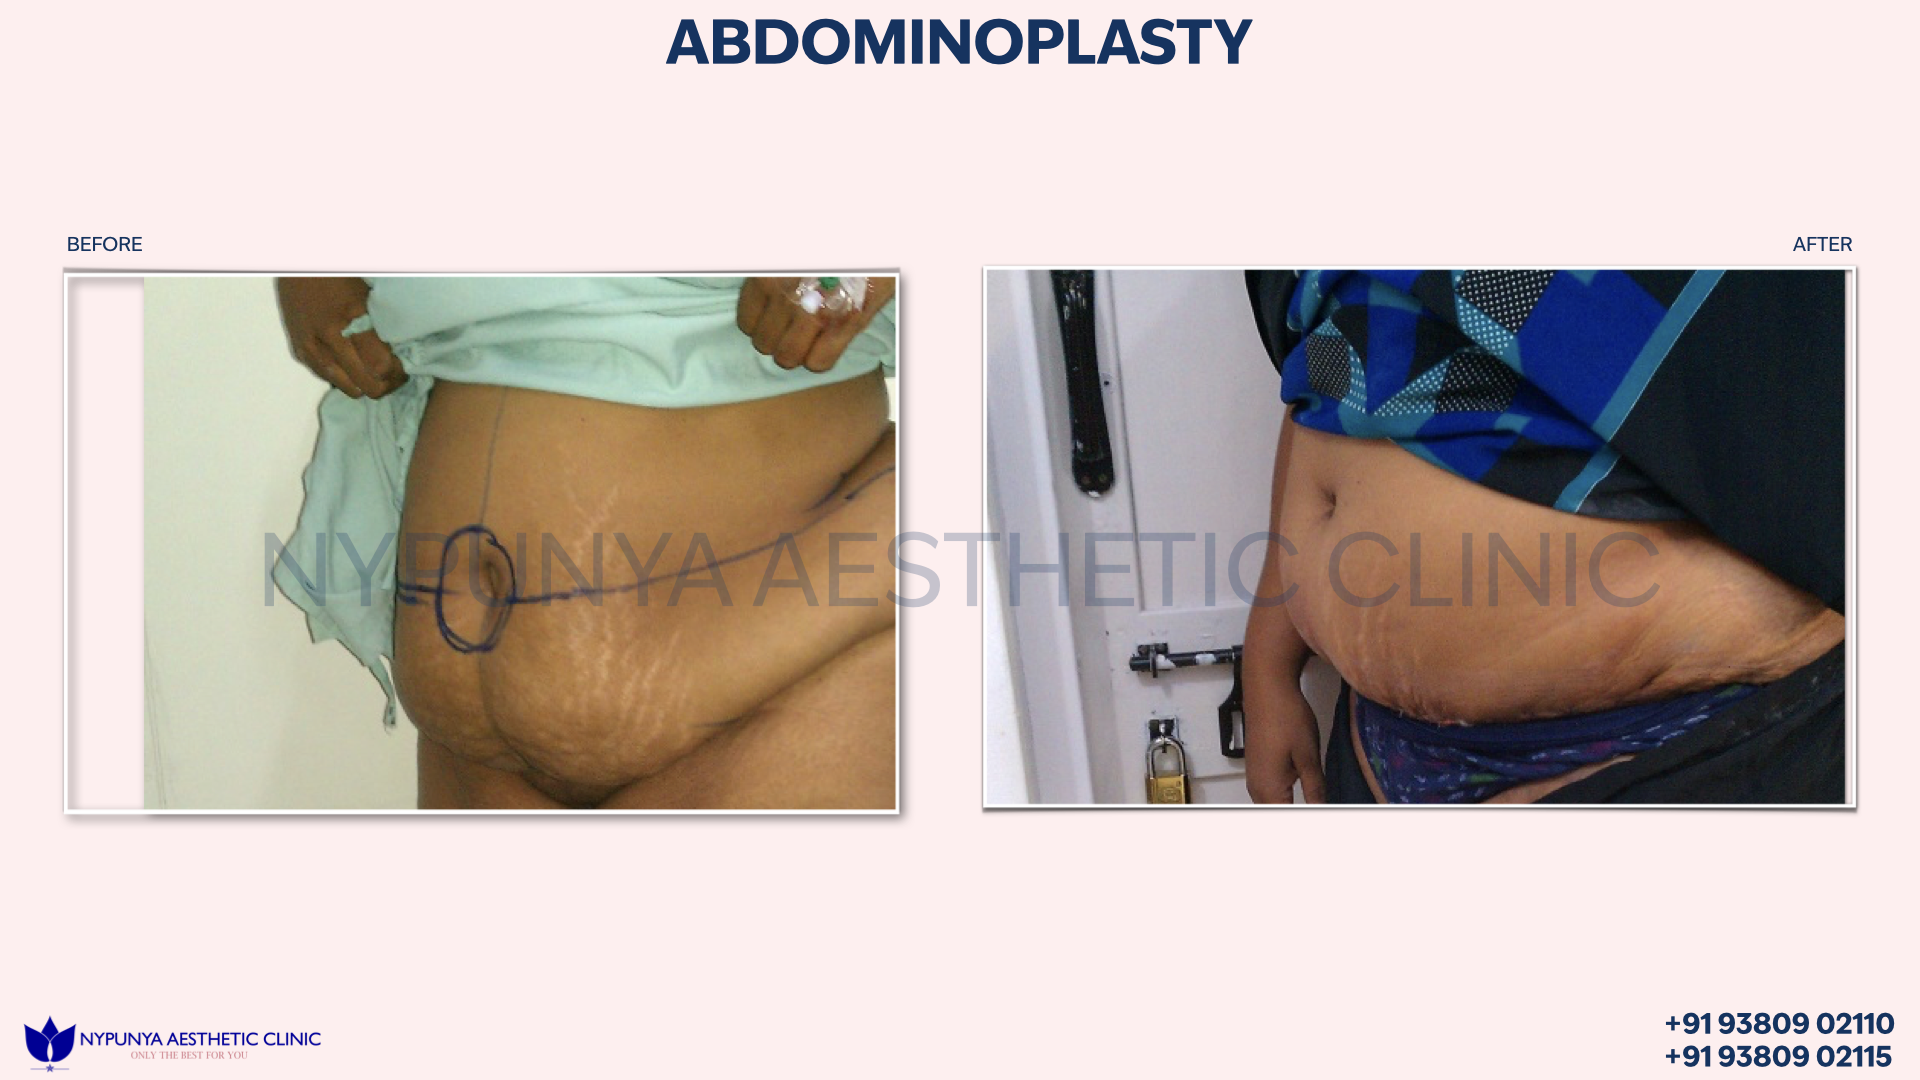 ABDOMINOPLASTY
BEFORE
AFTER
NYPUNYA AESTHETIC CLINIC
NYPUNYA AESTHETIC CLINIC
ONLY THE BEST FOR YOU
+91 93809 02110
+91 93809 02115